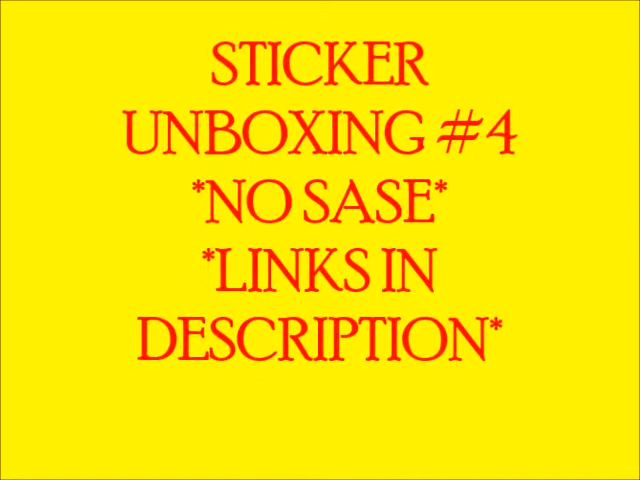 STICKER
UNBOXING #4
*NO SASE*
*LINKS IN
DESCRIPTION*